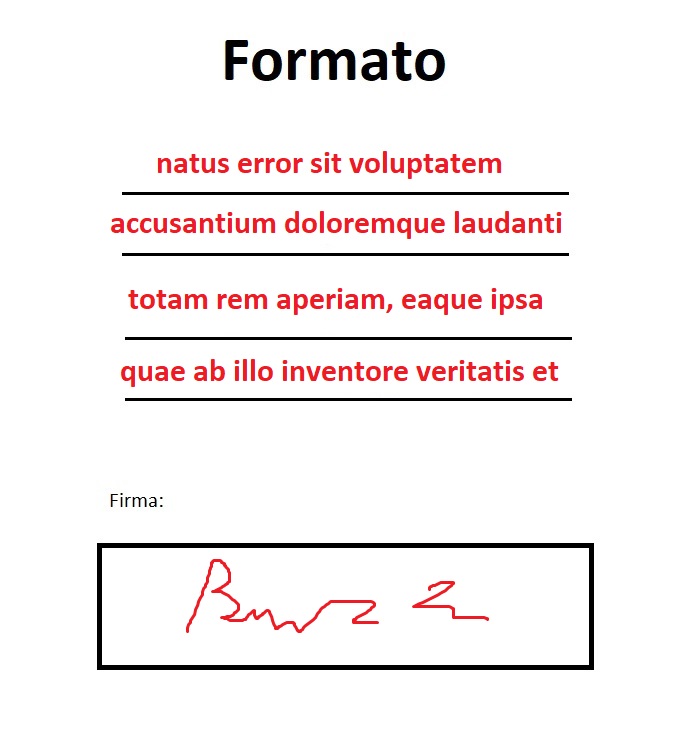 Formato
natus error sit voluptatem
accusantium doloremque laudanti
totam rem aperiam, eaque ipsa
quae ab illo inventore veritatis et
Firma: